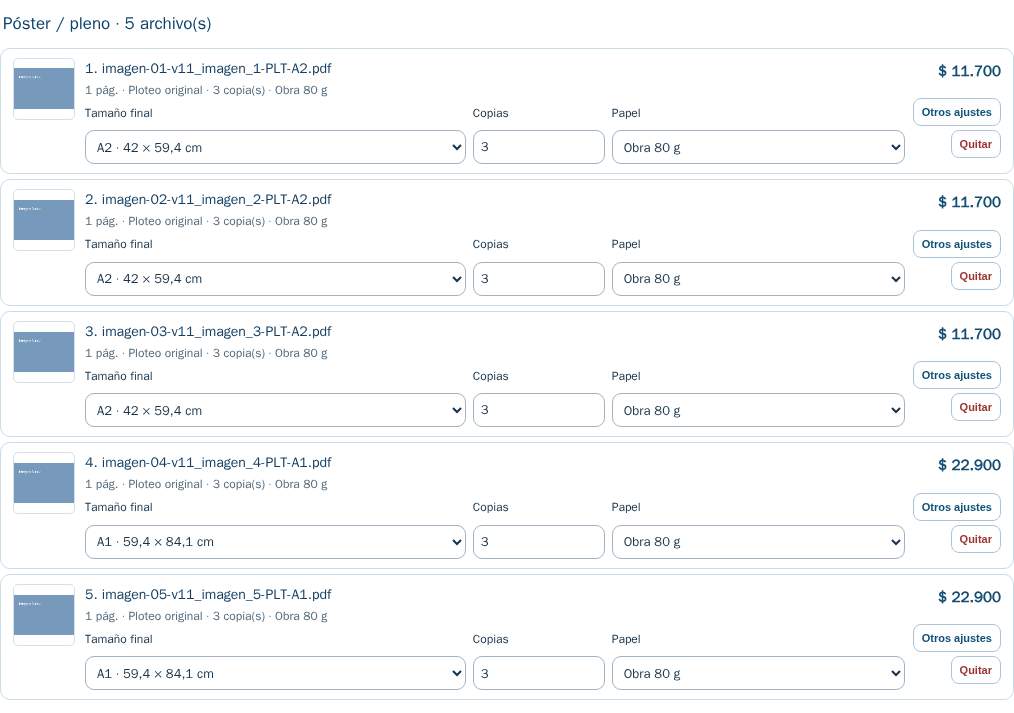 Póster / pleno · 5 archivo(s)
1. imagen-01-v11_imagen_1-PLT-A2.pdf
$ 11.700
1 pág. · Ploteo original · 3 copia(s) · Obra 80 g
Tamaño final Copias Papel
Otros ajustes
A2 · 42 × 59,4 cm 3 Obra 80 g
Quitar
2. imagen-02-v11_imagen_2-PLT-A2.pdf
$ 11.700
1 pág. · Ploteo original · 3 copia(s) · Obra 80 g
Tamaño final Copias Papel
Otros ajustes
A2 · 42 × 59,4 cm 3 Obra 80 g
Quitar
3. imagen-03-v11_imagen_3-PLT-A2.pdf
$ 11.700
1 pág. · Ploteo original · 3 copia(s) · Obra 80 g
Tamaño final Copias Papel
Otros ajustes
A2 · 42 × 59,4 cm 3 Obra 80 g
Quitar
4. imagen-04-v11_imagen_4-PLT-A1.pdf
$ 22.900
1 pág. · Ploteo original · 3 copia(s) · Obra 80 g
Tamaño final Copias Papel
Otros ajustes
A1 · 59,4 × 84,1 cm 3 Obra 80 g
Quitar
5. imagen-05-v11_imagen_5-PLT-A1.pdf
$ 22.900
1 pág. · Ploteo original · 3 copia(s) · Obra 80 g
Tamaño final Copias Papel
Otros ajustes
A1 · 59,4 × 84,1 cm 3 Obra 80 g
Quitar